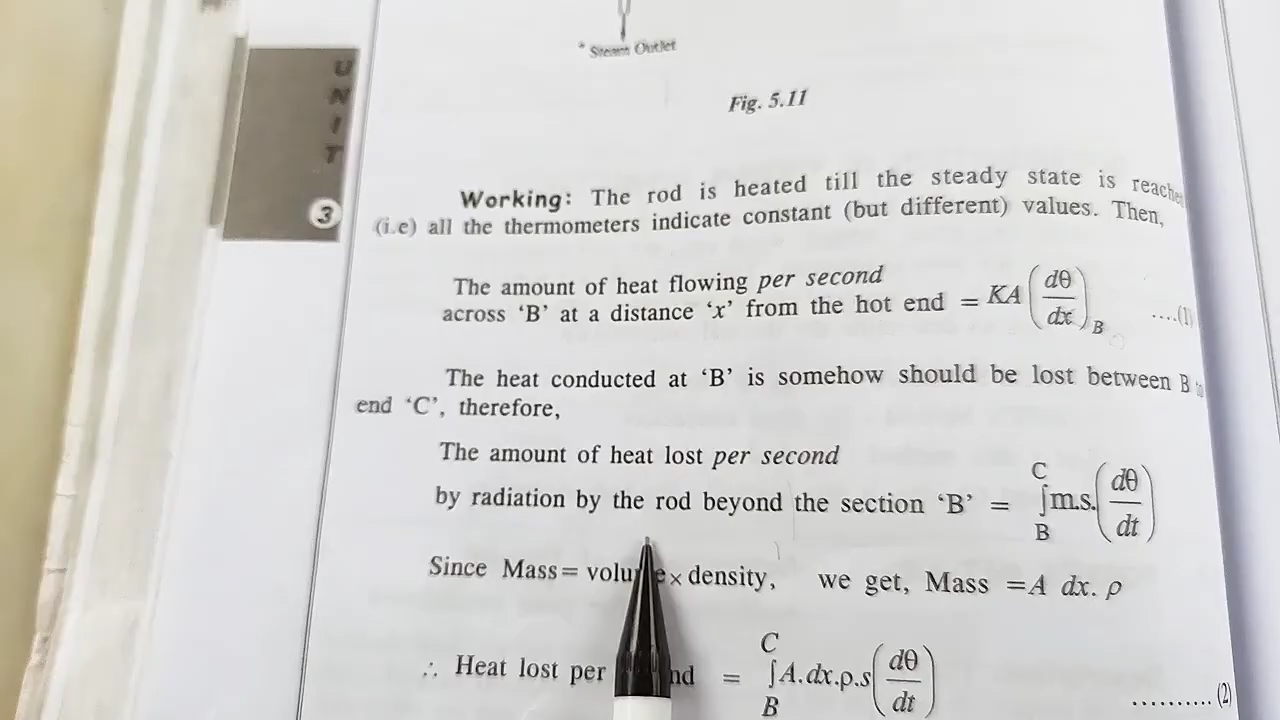 * Steam Outlet
Fig. 5.11
UNIT
3
Working: The rod is heated till the steady state is
(i.e) all the thermometers indicate constant (but different) values. Then,
The amount of heat flowing per second
across ‘B’ at a distance ‘x’ from the hot end = KA (dθ/dx)B ....(1)
The heat conducted at ‘B’ is somehow should be lost between B to
end ‘C’, therefore,
The amount of heat lost per second
by radiation by the rod beyond the section ‘B’ = ∫BC m.s.(dθ/dt)
Since Mass = × density, we get, Mass = A dx. ρ
∴ Heat lost per = ∫BC A.dx.ρ.s(dθ/dt) ..........(2)